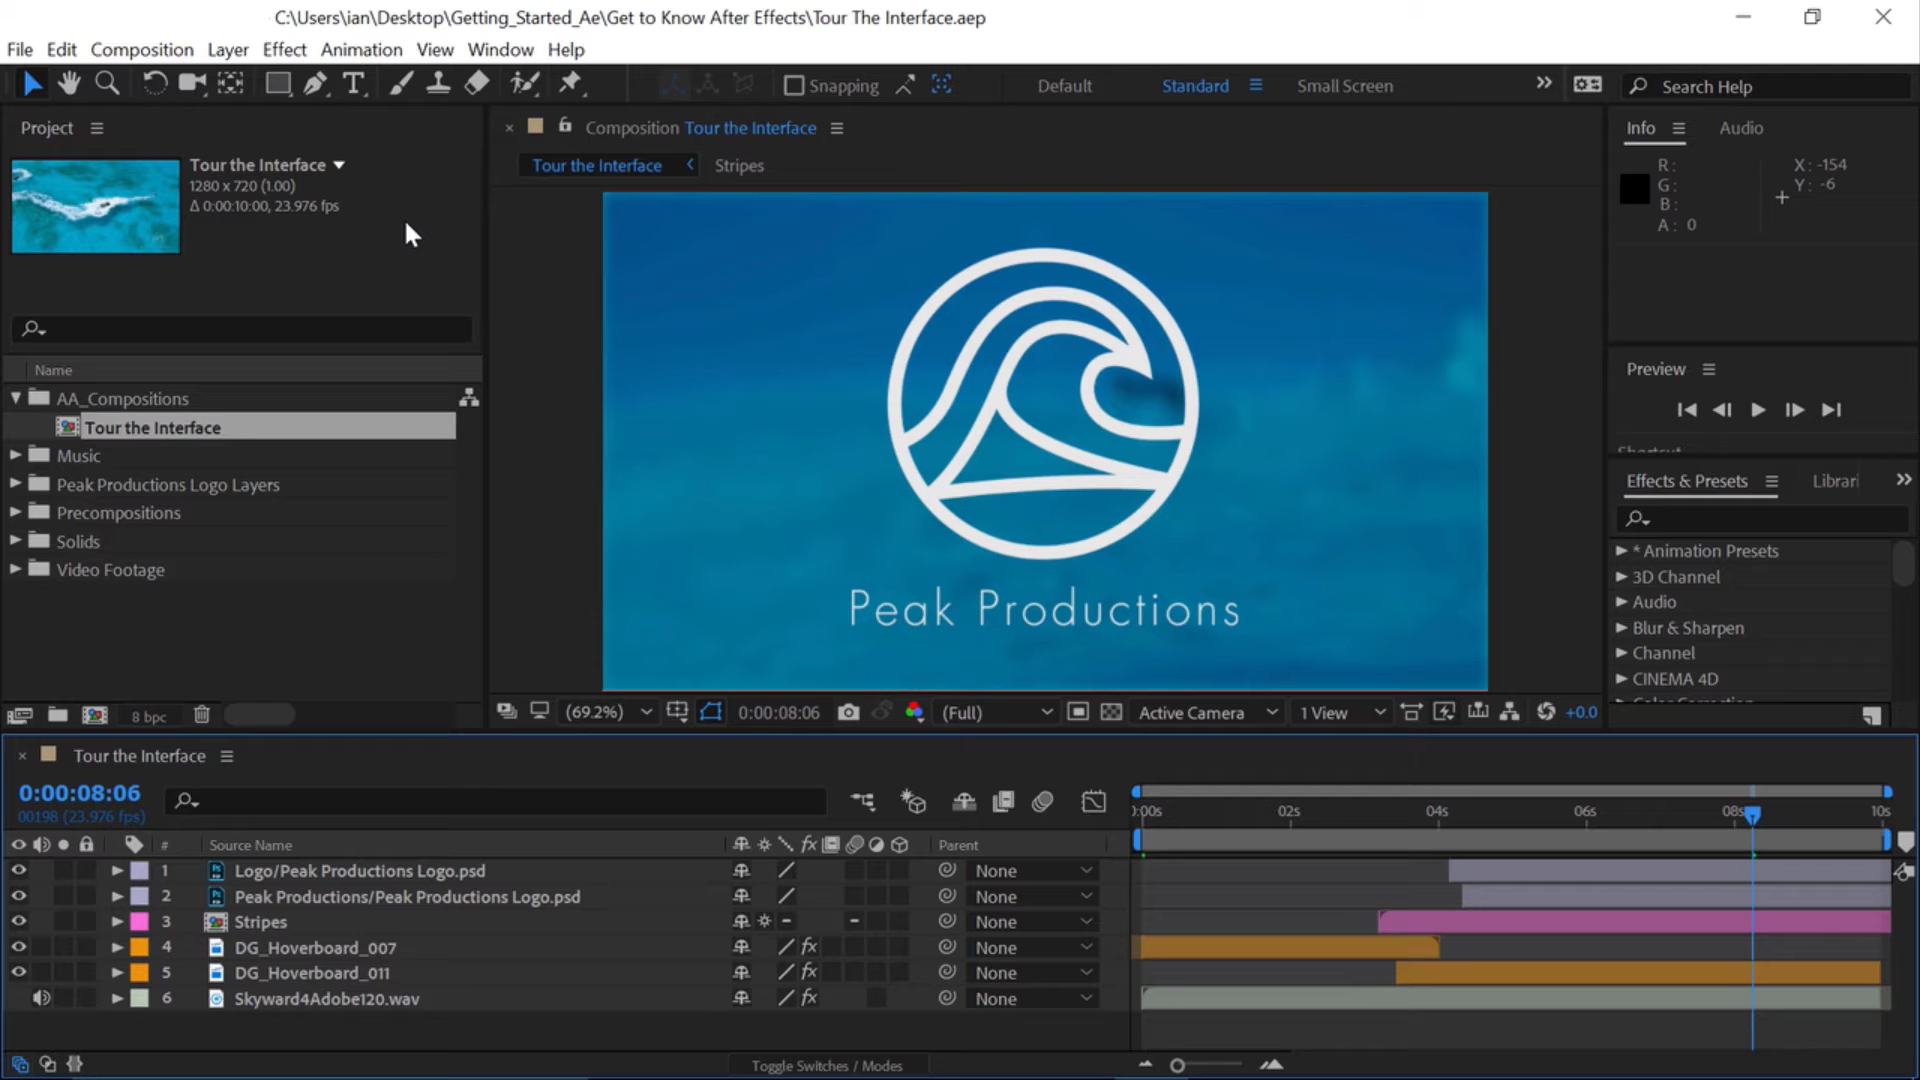 C:\Users\ian\Desktop\Getting_Started_Ae\Get to Know After Effects\Tour The Interface.aep
File Edit Composition Layer Effect Animation View Window Help
Snapping Default Standard Small Screen Search Help
Project
Tour the Interface
1280 x 720 (1.00)
Δ 0:00:10:00, 23.976 fps
Name
AA_Compositions
Tour the Interface
Music
Peak Productions Logo Layers
Precompositions
Solids
Video Footage
8 bpc
Composition Tour the Interface
Tour the Interface Stripes
Peak Productions
(69.2%) 0:00:08:06 (Full) Active Camera 1 View +0.0
Info Audio
R: X: -154
G: Y: -6
B:
A: 0
Preview
Effects & Presets Librari
* Animation Presets
3D Channel
Audio
Blur & Sharpen
Channel
CINEMA 4D
Tour the Interface
0:00:08:06
00198 (23.976 fps)
):00s 02s 04s 06s 08s 10s
# Source Name fx Parent
1 Logo/Peak Productions Logo.psd None
2 Peak Productions/Peak Productions Logo.psd None
3 Stripes None
4 DG_Hoverboard_007 fx None
5 DG_Hoverboard_011 fx None
6 Skyward4Adobe120.wav fx None
Toggle Switches / Modes